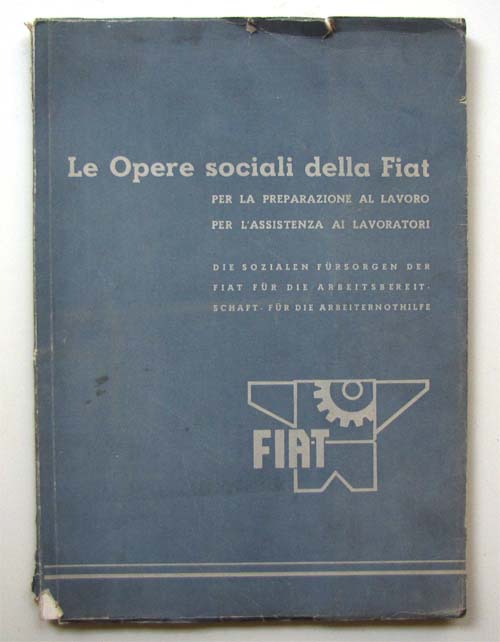 Le Opere sociali della Fiat
PER LA PREPARAZIONE AL LAVORO
PER L'ASSISTENZA AI LAVORATORI
DIE SOZIALEN FÜRSORGEN DER
FIAT FÜR DIE ARBEITSBEREIT-
SCHAFT- FÜR DIE ARBEITERNOTHILFE
FIAT